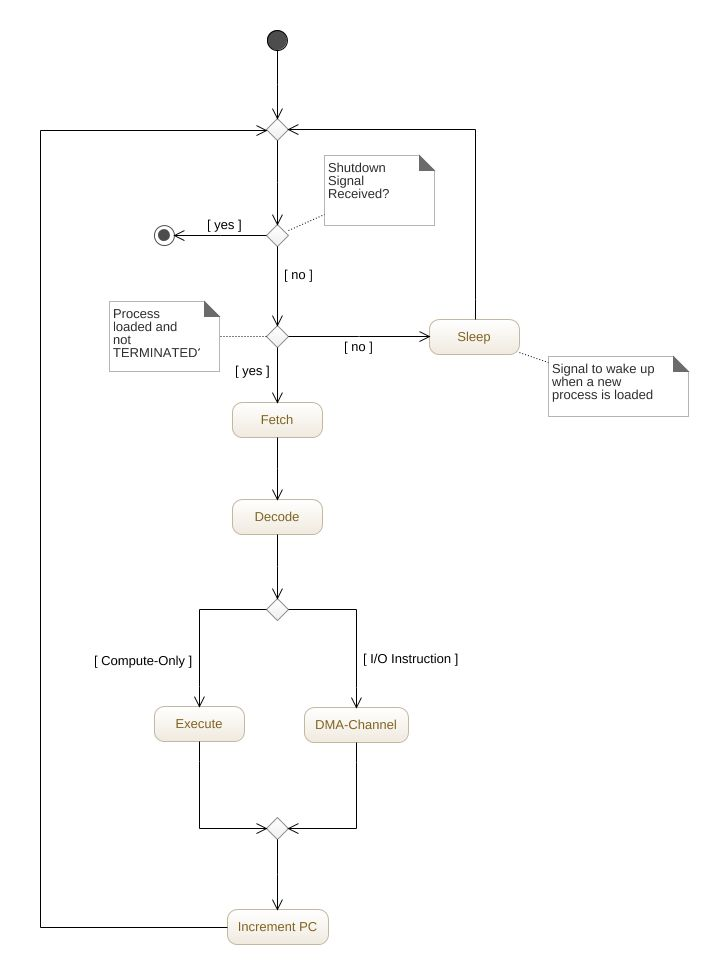 Shutdown
Signal
Received?
[ yes ]
[ no ]
Process
loaded and
not
TERMINATED'
[ no ]
Sleep
[ yes ]
Signal to wake up
when a new
process is loaded
Fetch
Decode
[ Compute-Only ]
[ I/O Instruction ]
Execute
DMA-Channel
Increment PC